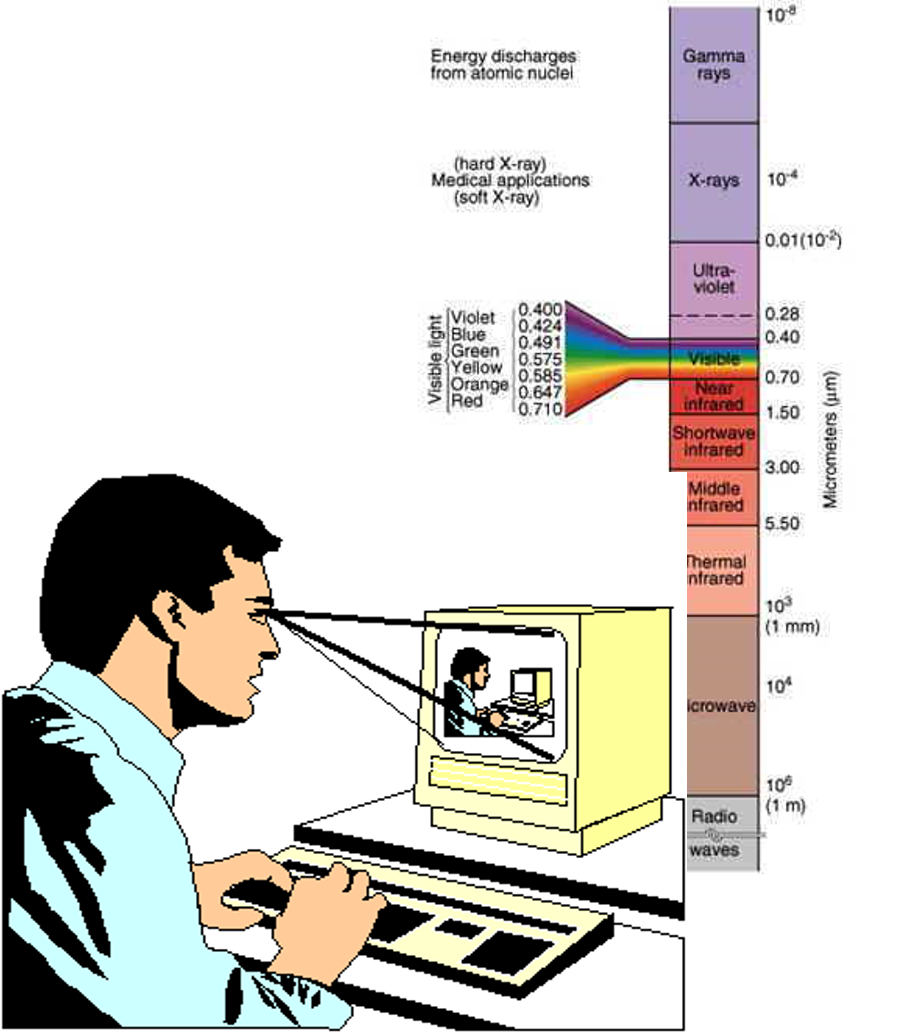 10-8
Energy discharges
from atomic nuclei
Gamma
rays
(hard X-ray)
Medical applications
(soft X-ray)
X-rays
10-4
0.01(10-2)
Ultra-
violet
0.28
0.40
Visible light
Violet
Blue
Green
Yellow
Orange
Red
0.400
0.424
0.491
0.575
0.585
0.647
0.710
Visible
0.70
Near
infrared
1.50
Shortwave
infrared
3.00
Middle
nfrared
5.50
Thermal
nfrared
103
(1 mm)
104
icrowave
106
(1 m)
Radio
waves
Micrometers (μm)